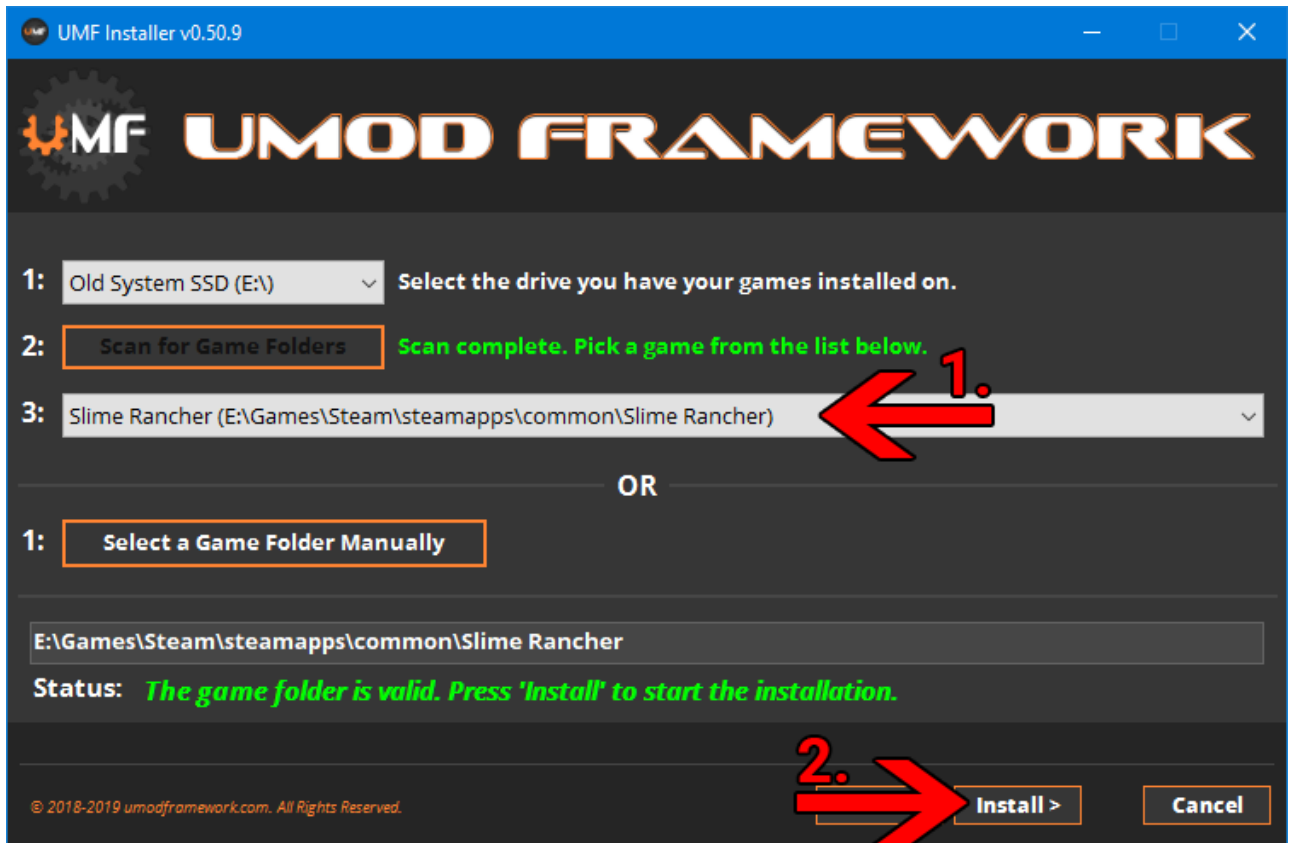 UMF Installer v0.50.9
UMF UMOD FRAMEWORK
1: Old System SSD (E:\) Select the drive you have your games installed on.
2: Scan for Game Folders Scan complete. Pick a game from the list below.
1.
3: Slime Rancher (E:\Games\Steam\steamapps\common\Slime Rancher)
OR
1: Select a Game Folder Manually
E:\Games\Steam\steamapps\common\Slime Rancher
Status: The game folder is valid. Press 'Install' to start the installation.
2.
© 2018-2019 umodframework.com. All Rights Reserved. Install > Cancel